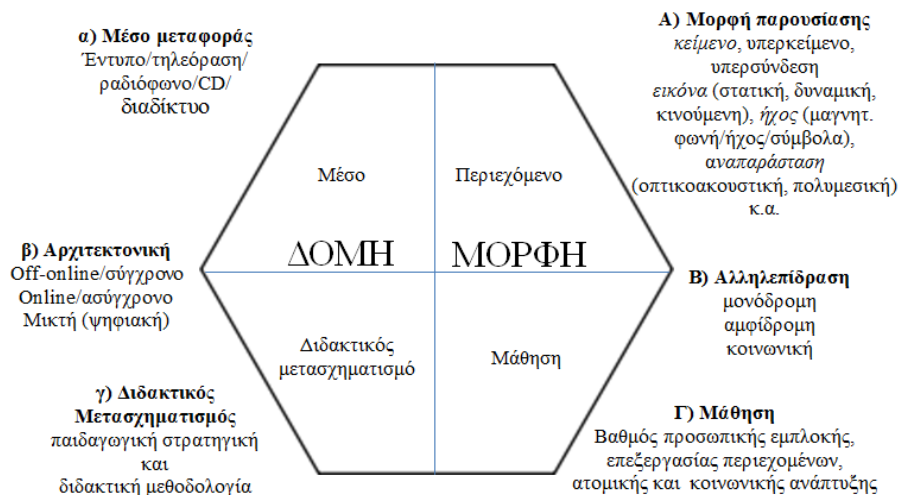 α) Μέσο μεταφοράς
Έντυπο/τηλεόραση/
ραδιόφωνο/CD/
διαδίκτυο
Α) Μορφή παρουσίασης
κείμενο, υπερκείμενο,
υπερσύνδεση
εικόνα (στατική, δυναμική,
κινούμενη), ήχος (μαγνητ.
φωνή/ήχος/σύμβολα),
αναπαράσταση
(οπτικοακουστική, πολυμεσική)
κ.α.
Μέσο
Περιεχόμενο
ΔΟΜΗ
ΜΟΡΦΗ
β) Αρχιτεκτονική
Off-online/σύγχρονο
Online/ασύγχρονο
Μικτή (ψηφιακή)
Β) Αλληλεπίδραση
μονόδρομη
αμφίδρομη
κοινωνική
Διδακτικός
μετασχηματισμό
Μάθηση
γ) Διδακτικός
Μετασχηματισμός
παιδαγωγική στρατηγική
και
διδακτική μεθοδολογία
Γ) Μάθηση
Βαθμός προσωπικής εμπλοκής,
επεξεργασίας περιεχομένων,
ατομικής και κοινωνικής ανάπτυξης